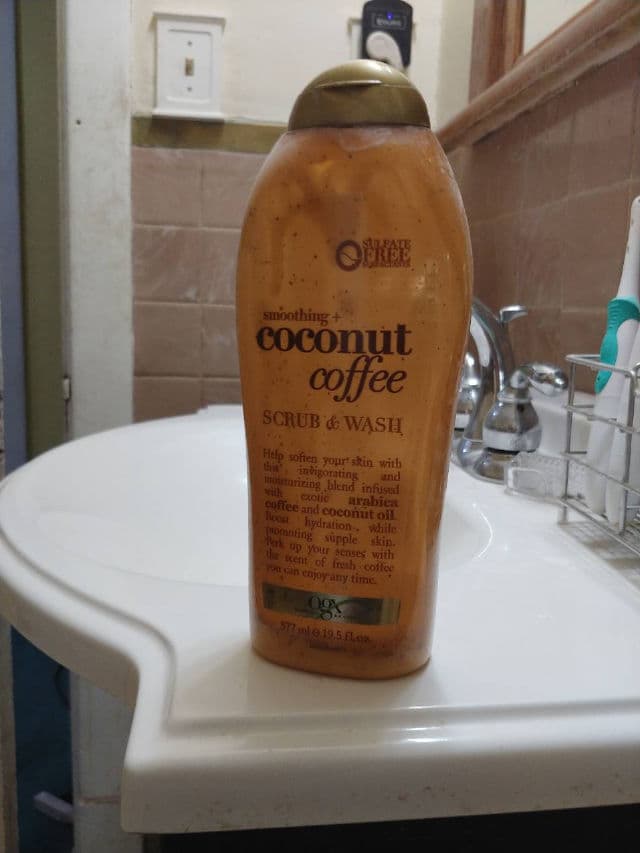 SULFATE
FREE
smoothing +
coconut
coffee
SCRUB & WASH
Help soften your skin with
this invigorating and
moisturizing blend infused
with exotic arabica
coffee and coconut oil.
Boost hydration, while
promoting supple skin.
Perk up your senses with
the scent of fresh coffee
you can enjoy any time.
ogx
577 ml e 19.5 fl. oz.